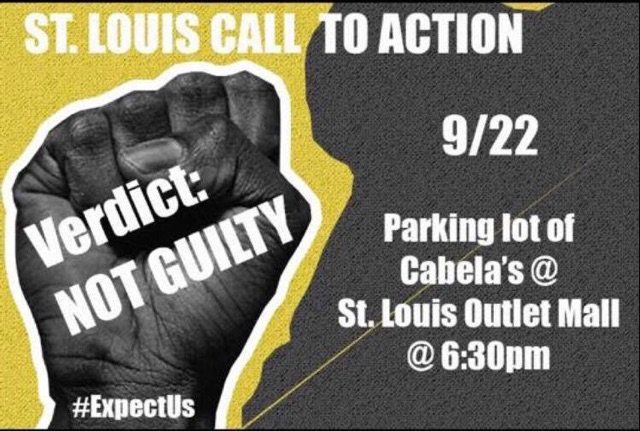 ST. LOUIS CALL TO ACTION
9/22
Verdict:
NOT GUILTY
Parking lot of
Cabela's @
St. Louis Outlet Mall
@ 6:30pm
#ExpectUs